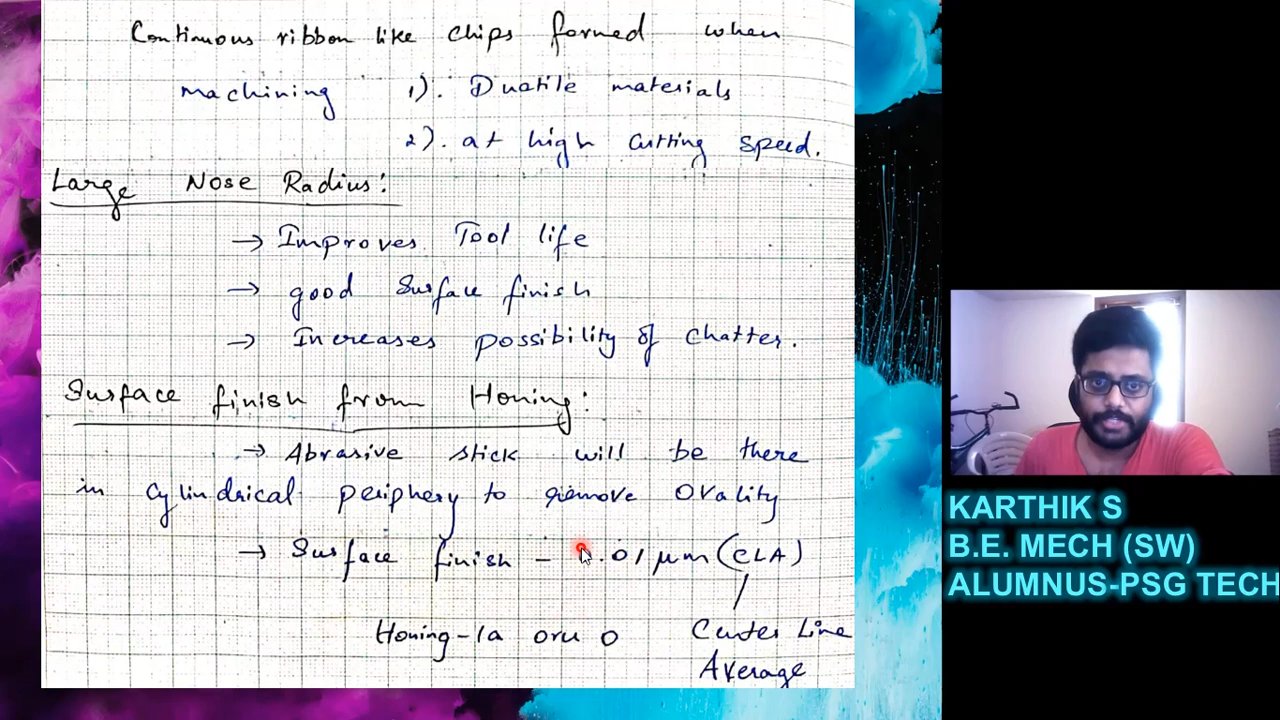 Continuous ribbon like chips formed when
machining 1). Ductile materials
2). at high cutting speed.
Large Nose Radius:
→ Improves Tool life
→ good Surface finish
→ Increases possibility of Chatter.
Surface finish from Honing:
→ Abrasive stick will be there
in cylindrical periphery to remove Ovality
→ Surface finish - .01 μm (CLA)
Honing-la oru 0
Center Line
Average
KARTHIK S
B.E. MECH (SW)
ALUMNUS-PSG TECH